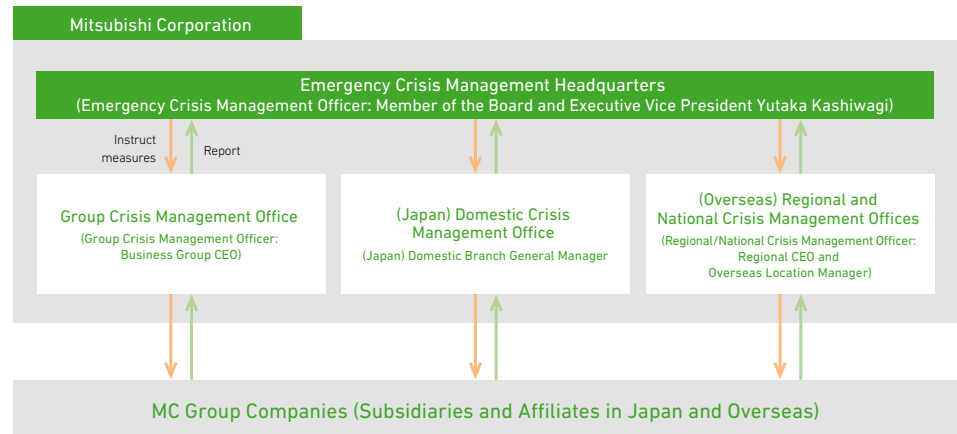 Mitsubishi Corporation
Emergency Crisis Management Headquarters
(Emergency Crisis Management Officer: Member of the Board and Executive Vice President Yutaka Kashiwagi)
Instruct
measures
Report
Group Crisis Management Office
(Group Crisis Management Officer:
Business Group CEO)
(Japan) Domestic Crisis
Management Office
(Japan) Domestic Branch General Manager
(Overseas) Regional and
National Crisis Management Offices
(Regional/National Crisis Management Officer:
Regional CEO and
Overseas Location Manager)
MC Group Companies (Subsidiaries and Affiliates in Japan and Overseas)